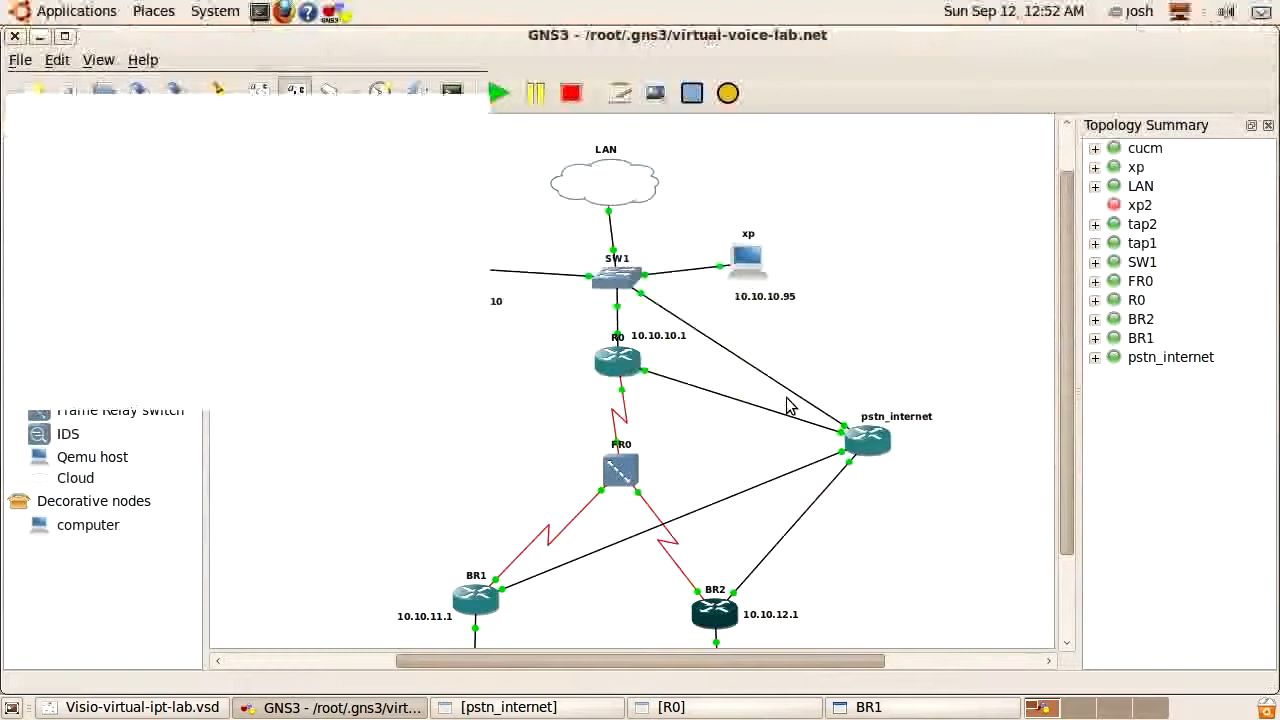 Applications Places System
Sun Sep 12, 12:52 AM
josh
GNS3 - /root/.gns3/virtual-voice-lab.net
File Edit View Help
Topology Summary
cucm
xp
LAN
xp2
tap2
tap1
SW1
FR0
R0
BR2
BR1
pstn_internet
LAN
xp
SW1
10.10.10.95
10
R0
10.10.10.1
pstn_internet
FR0
BR1
10.10.11.1
BR2
10.10.12.1
Frame Relay switch
IDS
Qemu host
Cloud
Decorative nodes
computer
Visio-virtual-ipt-lab.vsd
GNS3 - /root/.gns3/virt...
[pstn_internet]
[R0]
BR1